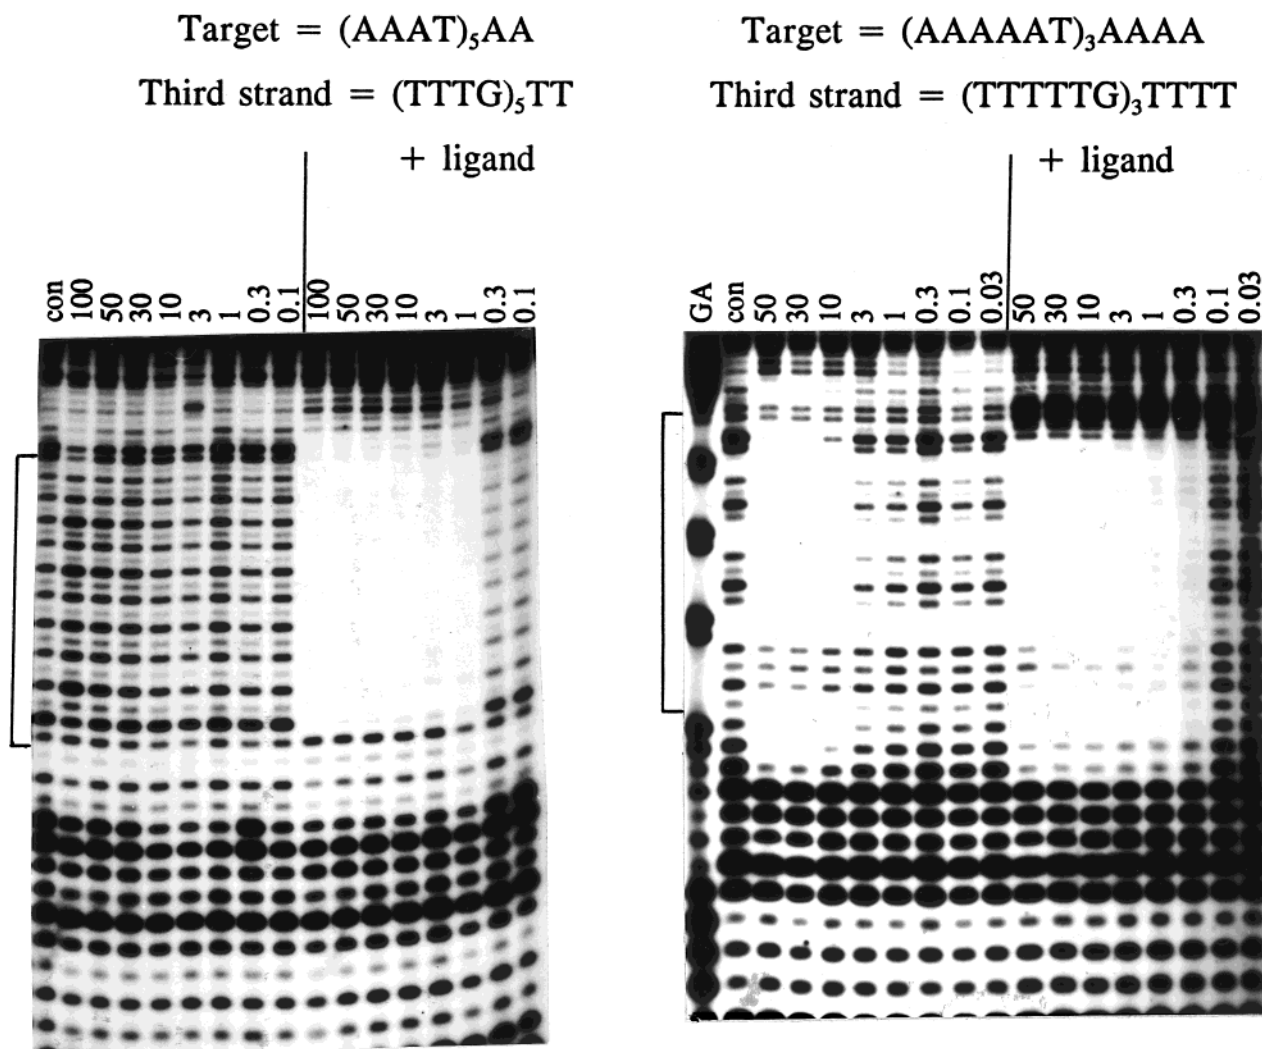 Target = (AAAT)₅AA
Third strand = (TTTG)₅TT
+ ligand
con 100 50 30 10 3 1 0.3 0.1 100 50 30 10 3 1 0.3 0.1
Target = (AAAAAT)₃AAAA
Third strand = (TTTTTG)₃TTTT
+ ligand
GA con 50 30 10 3 1 0.3 0.1 0.03 50 30 10 3 1 0.3 0.1 0.03